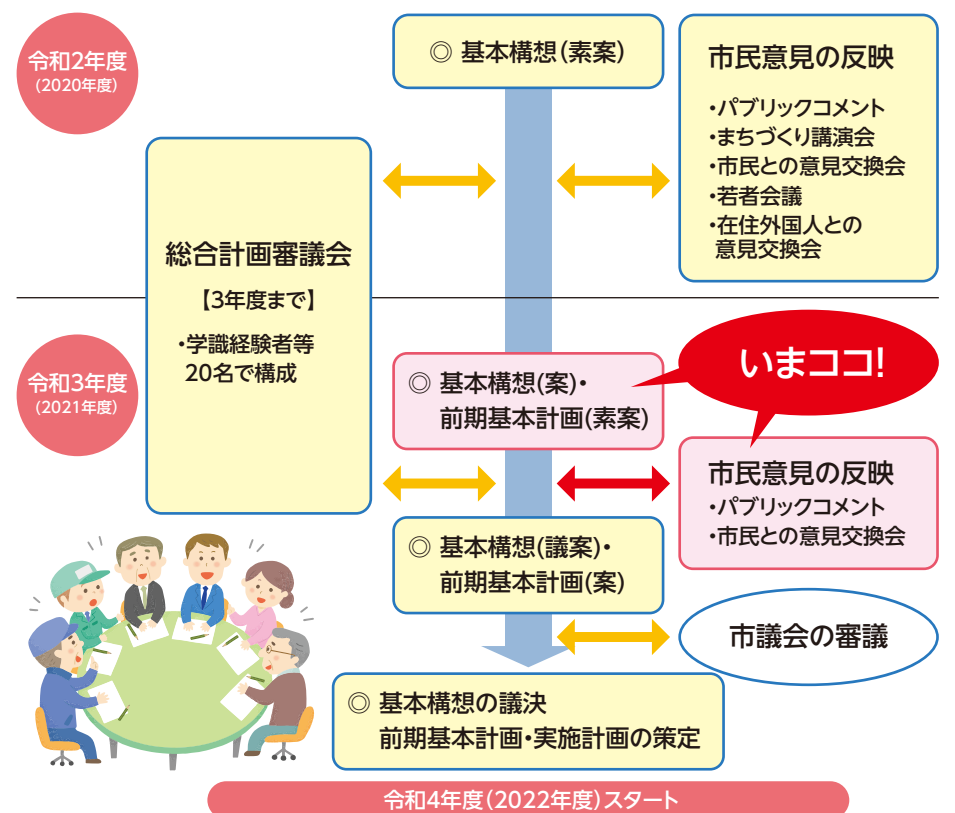 令和2年度
(2020年度)
◎ 基本構想(素案)
市民意見の反映
・パブリックコメント
・まちづくり講演会
・市民との意見交換会
・若者会議
・在住外国人との
意見交換会
総合計画審議会
【3年度まで】
・学識経験者等
20名で構成
令和3年度
(2021年度)
◎ 基本構想(案)・
前期基本計画(素案)
いまココ!
市民意見の反映
・パブリックコメント
・市民との意見交換会
◎ 基本構想(議案)・
前期基本計画(案)
市議会の審議
◎ 基本構想の議決
前期基本計画・実施計画の策定
令和4年度(2022年度)スタート